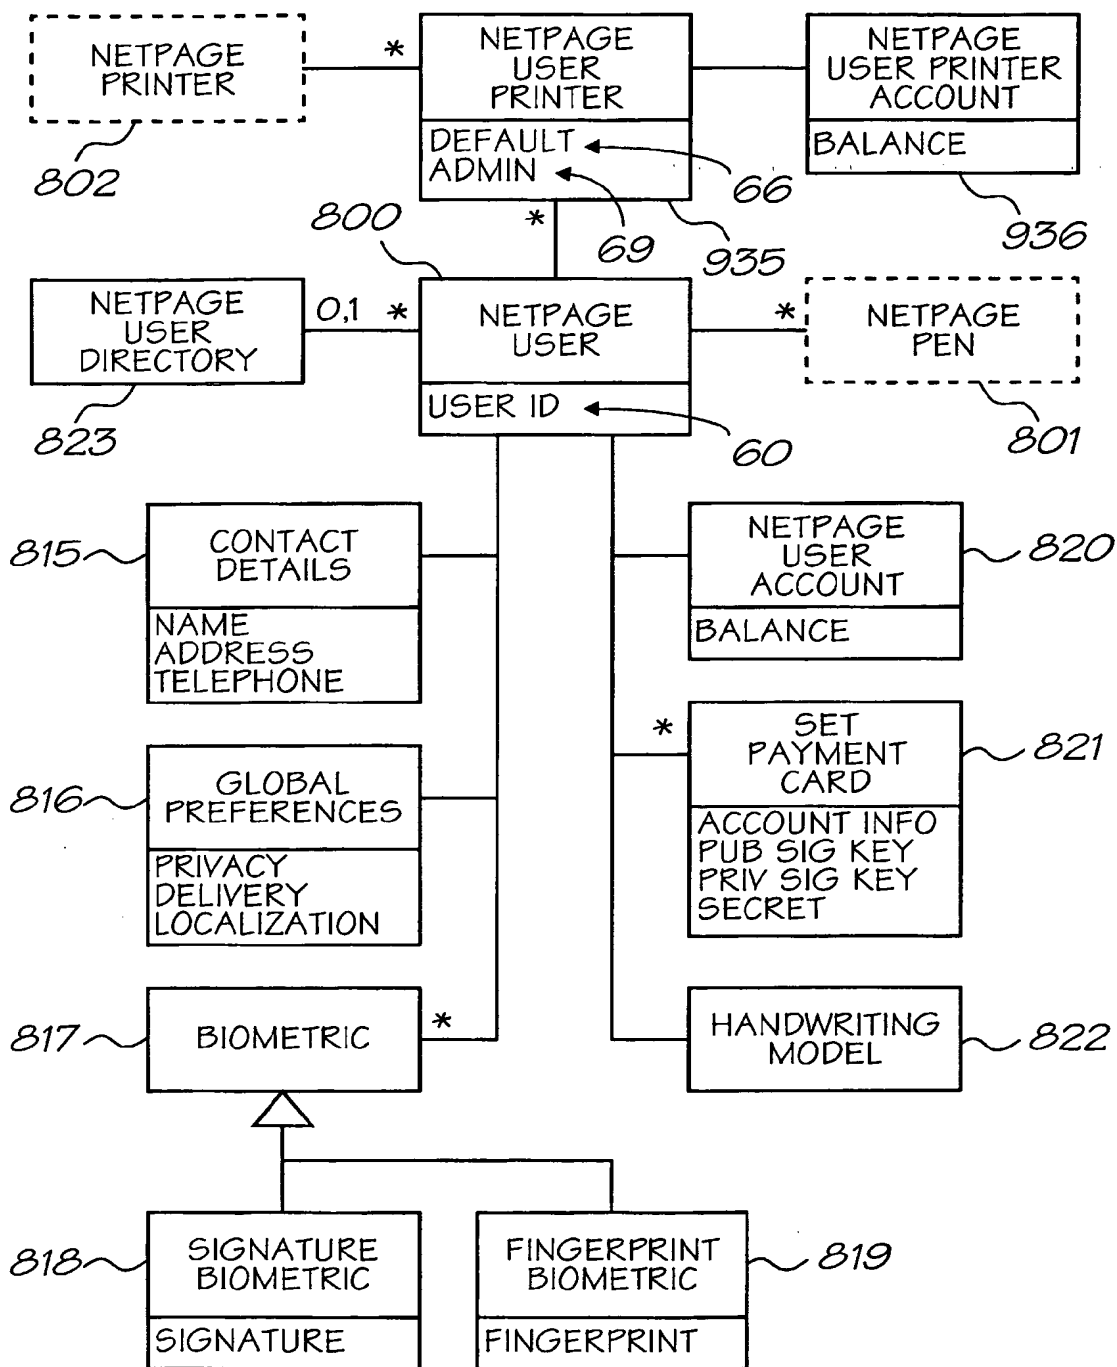 NETPAGE
PRINTER
802
*
NETPAGE
USER
PRINTER
DEFAULT
ADMIN
66
69
935
NETPAGE
USER PRINTER
ACCOUNT
BALANCE
936
*
800
NETPAGE
USER
DIRECTORY
823
0,1
*
NETPAGE
USER
USER ID
60
*
NETPAGE
PEN
801
815
CONTACT
DETAILS
NAME
ADDRESS
TELEPHONE
NETPAGE
USER
ACCOUNT
BALANCE
820
816
GLOBAL
PREFERENCES
PRIVACY
DELIVERY
LOCALIZATION
*
SET
PAYMENT
CARD
ACCOUNT INFO
PUB SIG KEY
PRIV SIG KEY
SECRET
821
817
BIOMETRIC
*
HANDWRITING
MODEL
822
818
SIGNATURE
BIOMETRIC
SIGNATURE
FINGERPRINT
BIOMETRIC
FINGERPRINT
819